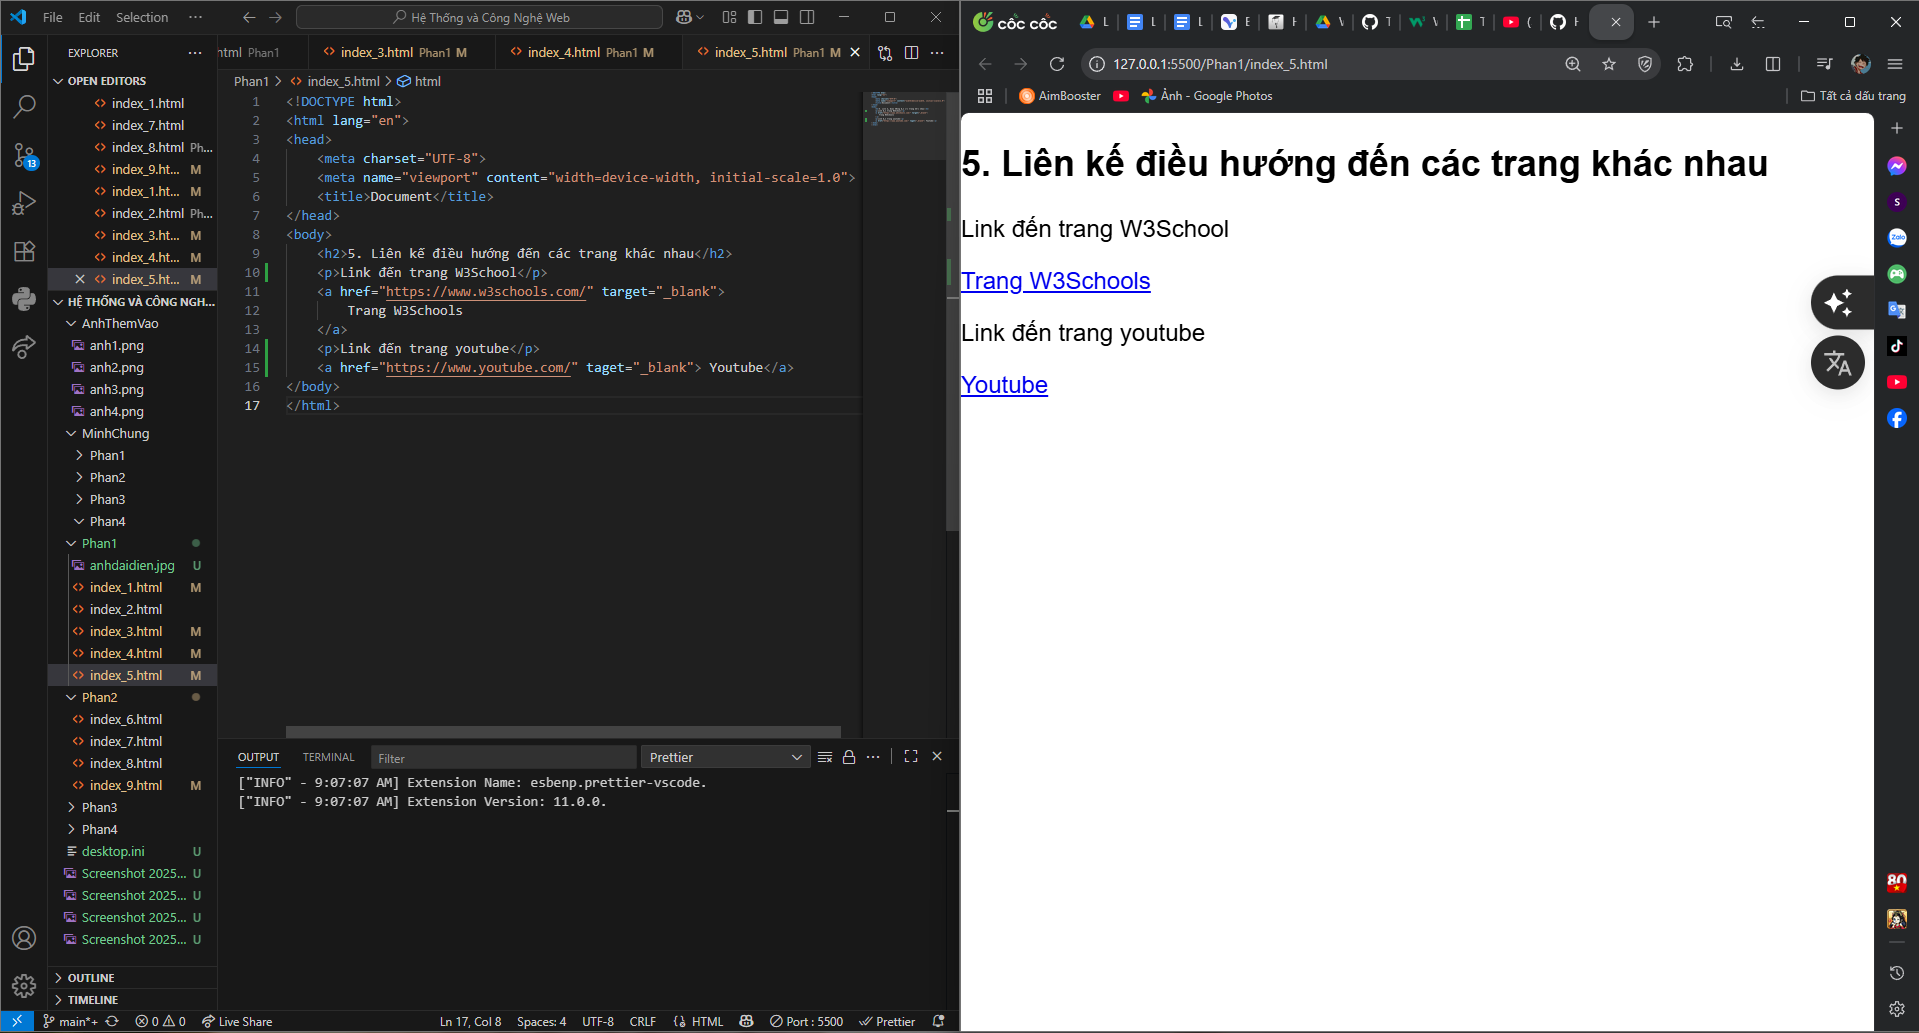 File Edit Selection ··· Hệ Thống và Công Nghệ Web
EXPLORER
OPEN EDITORS
index_1.html
index_7.html
index_8.html Ph...
index_9.html M
index_1.html M
index_2.html Ph...
index_3.ht... M
index_4.ht... M
index_5.ht... M
HỆ THỐNG VÀ CÔNG NGH...
AnhThemVao
anh1.png
anh2.png
anh3.png
anh4.png
MinhChung
Phan1
Phan2
Phan3
Phan4
Phan1
anhdaidien.jpg U
index_1.html M
index_2.html
index_3.html M
index_4.html M
index_5.html M
Phan2
index_6.html
index_7.html
index_8.html
index_9.html M
Phan3
Phan4
desktop.ini U
Screenshot 2025... U
Screenshot 2025... U
Screenshot 2025... U
Screenshot 2025... U
OUTLINE
TIMELINE
html Phan1 index_3.html Phan1 M index_4.html Phan1 M index_5.html Phan1 M
Phan1 > index_5.html > html
1 <!DOCTYPE html>
2 <html lang="en">
3 <head>
4 <meta charset="UTF-8">
5 <meta name="viewport" content="width=device-width, initial-scale=1.0">
6 <title>Document</title>
7 </head>
8 <body>
9 <h2>5. Liên kế điều hướng đến các trang khác nhau</h2>
10 <p>Link đến trang W3School</p>
11 <a href="https://www.w3schools.com/" target="_blank">
12 Trang W3Schools
13 </a>
14 <p>Link đến trang youtube</p>
15 <a href="https://www.youtube.com/" taget="_blank"> Youtube</a>
16 </body>
17 </html>
OUTPUT TERMINAL Filter Prettier
["INFO" - 9:07:07 AM] Extension Name: esbenp.prettier-vscode.
["INFO" - 9:07:07 AM] Extension Version: 11.0.0.
13
main*+ 0 0 Live Share Ln 17, Col 8 Spaces: 4 UTF-8 CRLF HTML Port : 5500 Prettier
cốc cốc
127.0.0.1:5500/Phan1/index_5.html
AimBooster Ảnh - Google Photos Tất cả dấu trang
5. Liên kế điều hướng đến các trang khác nhau
Link đến trang W3School
Trang W3Schools
Link đến trang youtube
Youtube
S
Zalo
80